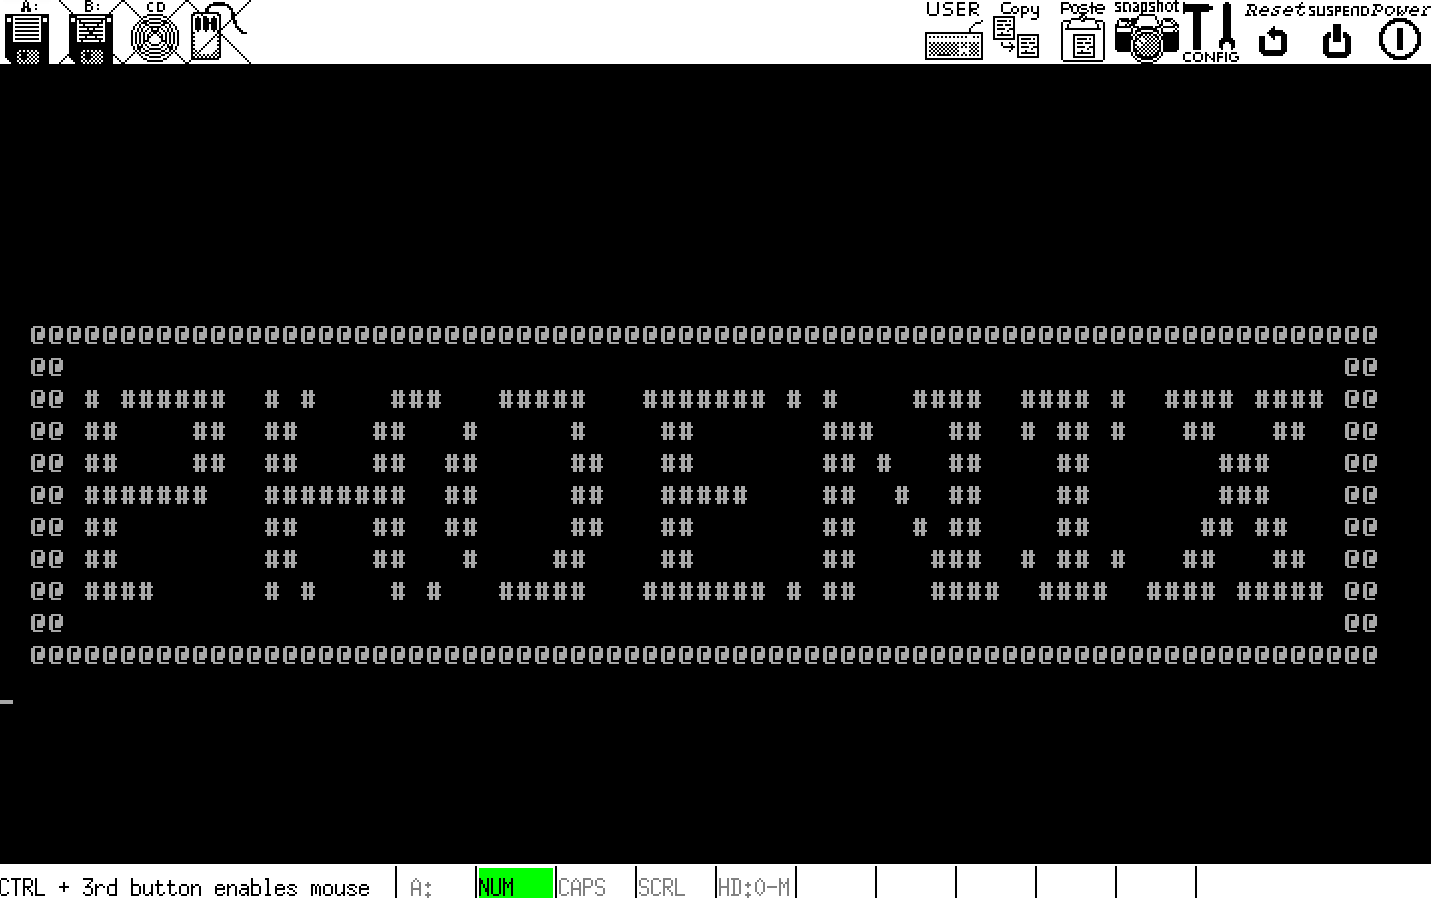 A: B: CD USER Copy Paste snapshot Reset SUSPEND Power
CONFIG
PHOENIX
CTRL + 3rd button enables mouse A: NUM CAPS SCRL HD:0-M